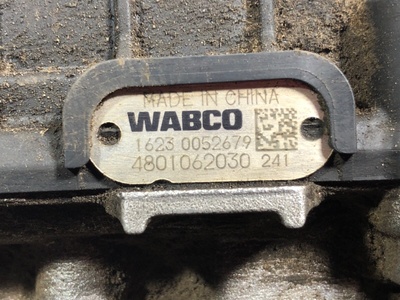 MADE IN CHINA
WABCO
1623 0052679
4801062030 241